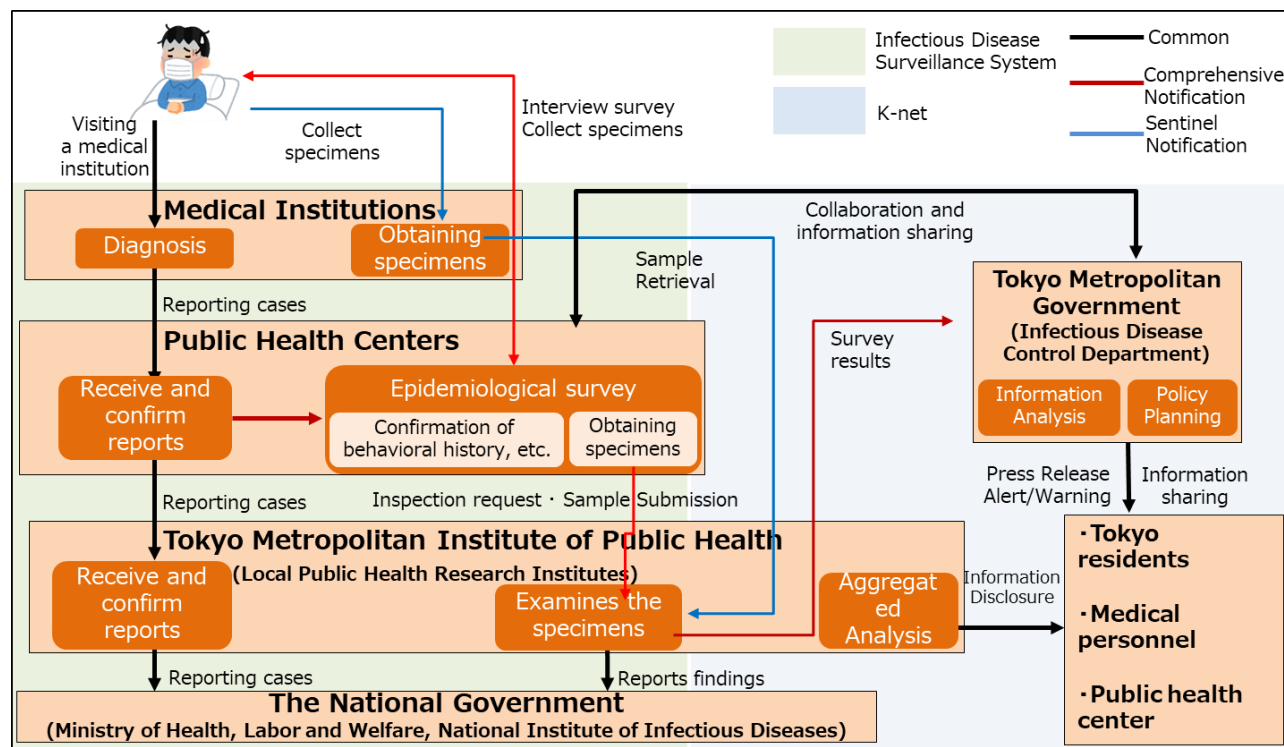 Infectious Disease
Surveillance System
K-net
Common
Comprehensive
Notification
Sentinel
Notification
Visiting
a medical
institution
Collect
specimens
Interview survey
Collect specimens
Medical Institutions
Diagnosis
Obtaining
specimens
Sample
Retrieval
Collaboration and
information sharing
Reporting cases
Public Health Centers
Receive and
confirm
reports
Epidemiological survey
Confirmation of
behavioral history, etc.
Obtaining
specimens
Survey
results
Tokyo Metropolitan
Government
(Infectious Disease
Control Department)
Information
Analysis
Policy
Planning
Reporting cases
Inspection request・Sample Submission
Press Release
Alert/Warning
Information
sharing
Tokyo Metropolitan Institute of Public Health
(Local Public Health Research Institutes)
Receive and
confirm
reports
Examines the
specimens
Aggregat
ed
Analysis
Information
Disclosure
・Tokyo
residents
・Medical
personnel
・Public health
center
Reporting cases
Reports findings
The National Government
(Ministry of Health, Labor and Welfare, National Institute of Infectious Diseases)